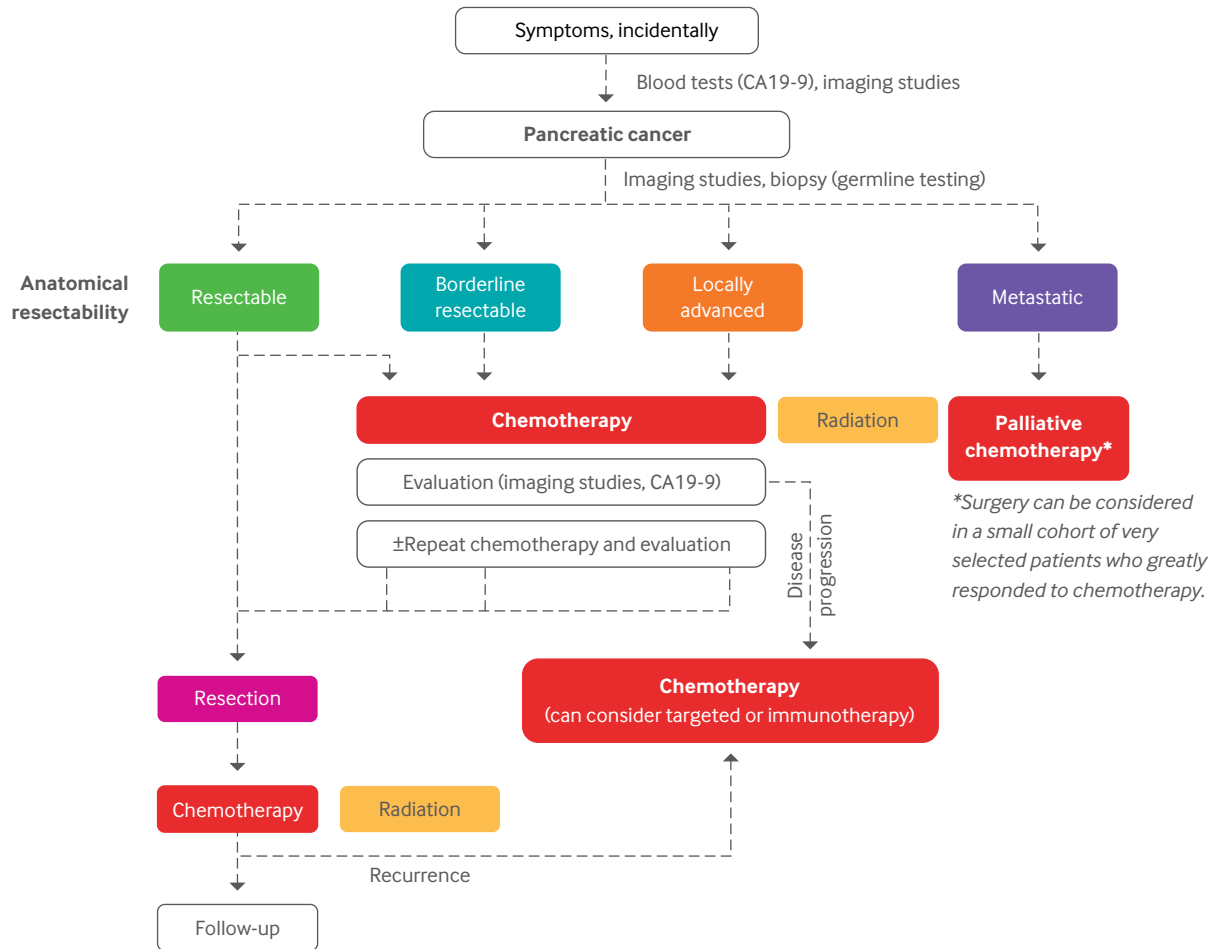 Symptoms, incidentally
Blood tests (CA19-9), imaging studies
Pancreatic cancer
Imaging studies, biopsy (germline testing)
Anatomical
resectability
Resectable
Borderline
resectable
Locally
advanced
Metastatic
Chemotherapy
Radiation
Palliative
chemotherapy*
Evaluation (imaging studies, CA19-9)
±Repeat chemotherapy and evaluation
Disease
progression
*Surgery can be considered
in a small cohort of very
selected patients who greatly
responded to chemotherapy.
Resection
Chemotherapy
(can consider targeted or immunotherapy)
Chemotherapy
Radiation
Recurrence
Follow-up